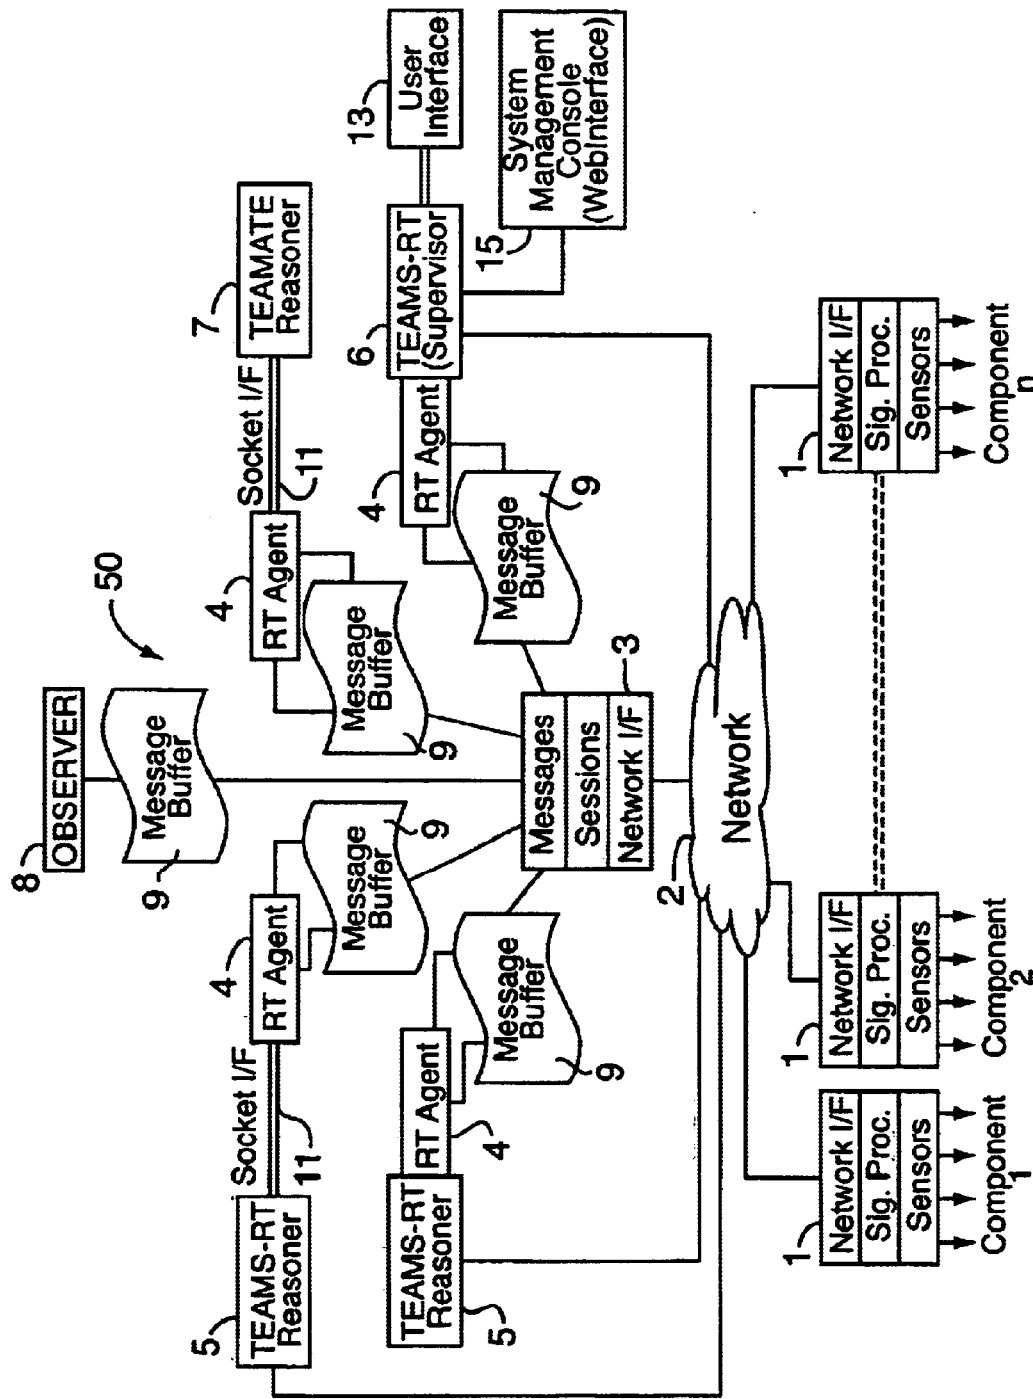 8
OBSERVER
50
9
Message
Buffer
5
TEAMS-RT
Reasoner
Socket I/F
11
4
RT Agent
Message
Buffer
9
4
RT Agent
Message
Buffer
9
Socket I/F
11
7
TEAMATE
Reasoner
5
TEAMS-RT
Reasoner
4
RT Agent
Message
Buffer
9
4
RT Agent
Message
Buffer
9
6
TEAMS-RT
(Supervisor)
13
User
Interface
15
System
Management
Console
(WebInterface)
Messages
Sessions
Network I/F
3
2
Network
1
Network I/F
Sig. Proc.
Sensors
Component
1
1
Network I/F
Sig. Proc.
Sensors
Component
2
1
Network I/F
Sig. Proc.
Sensors
Component
n